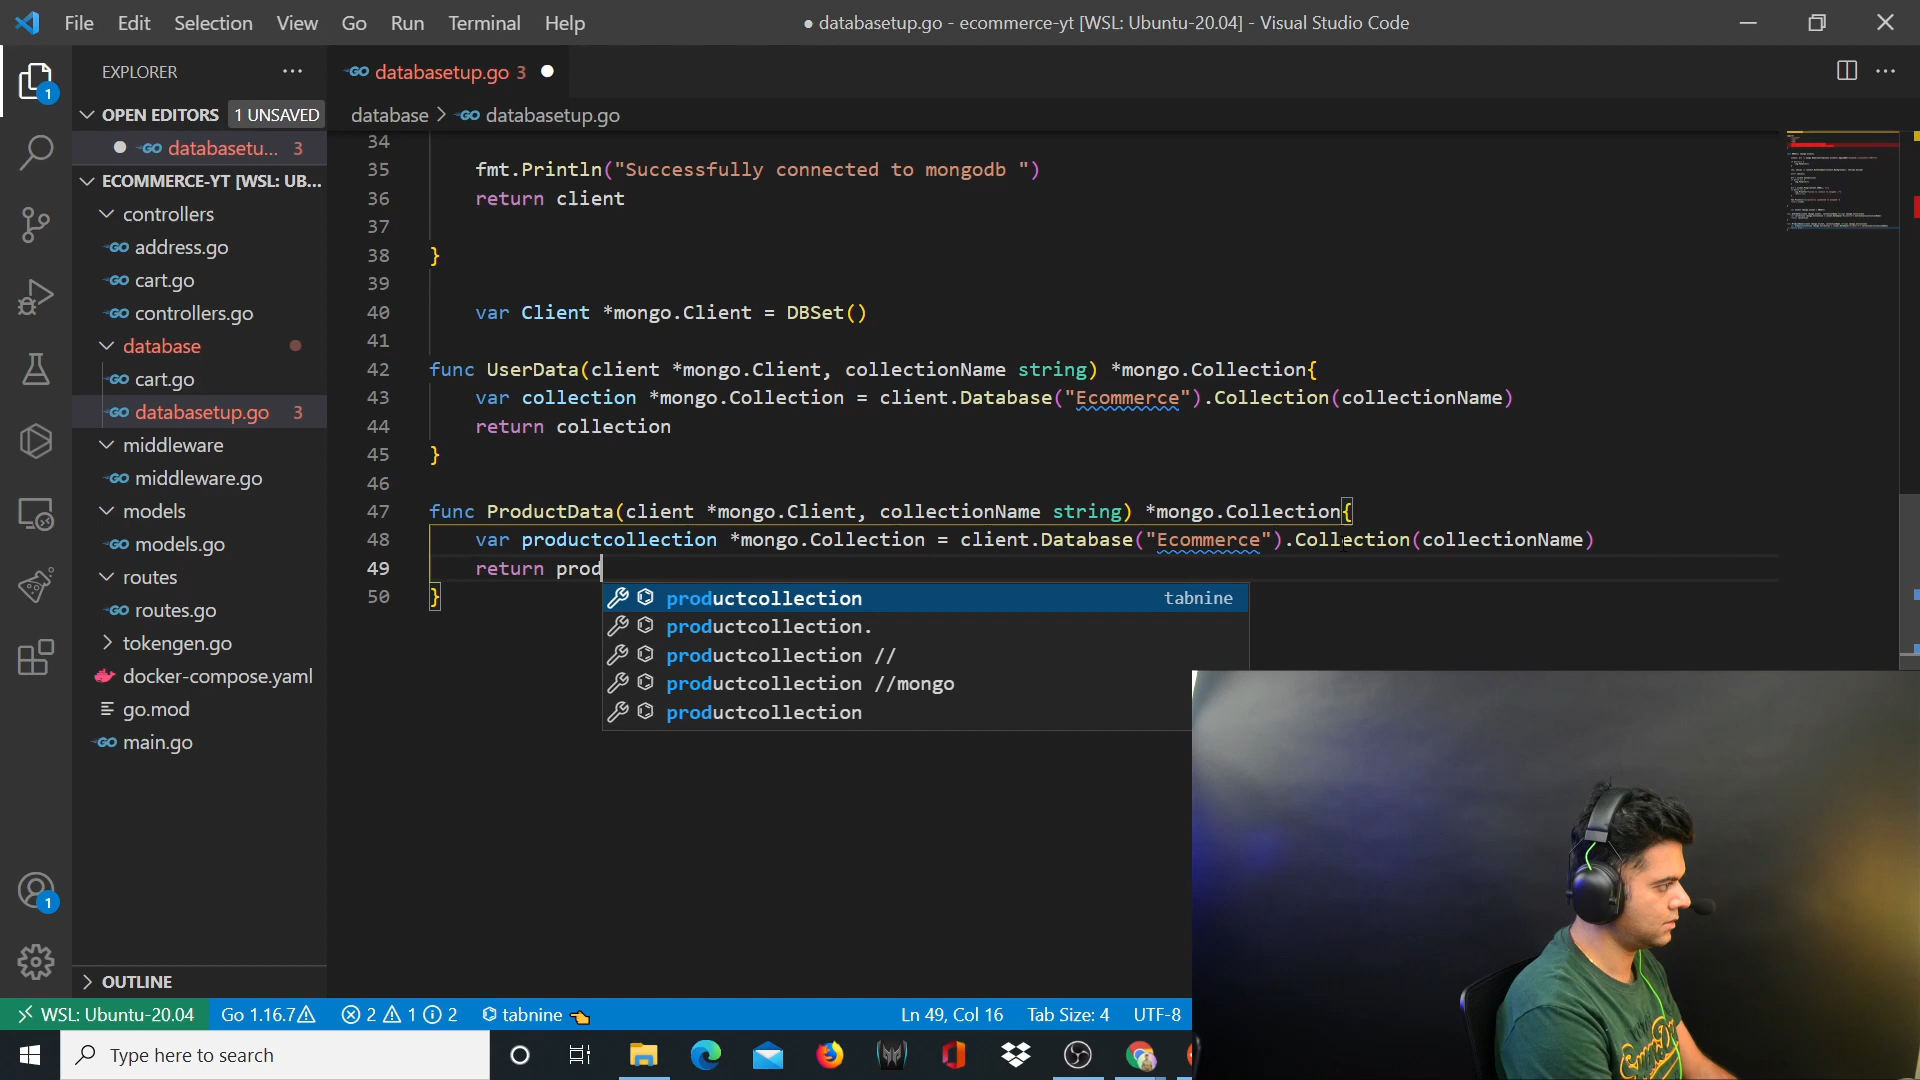 File Edit Selection View Go Run Terminal Help
● databasetup.go - ecommerce-yt [WSL: Ubuntu-20.04] - Visual Studio Code
EXPLORER
OPEN EDITORS 1 UNSAVED
databasetu... 3
ECOMMERCE-YT [WSL: UB...
controllers
address.go
cart.go
controllers.go
database
cart.go
databasetup.go 3
middleware
middleware.go
models
models.go
routes
routes.go
tokengen.go
docker-compose.yaml
go.mod
main.go
OUTLINE
1
1
databasetup.go 3
database > databasetup.go
34
35 fmt.Println("Successfully connected to mongodb ")
36 return client
37
38 }
39
40 var Client *mongo.Client = DBSet()
41
42 func UserData(client *mongo.Client, collectionName string) *mongo.Collection{
43 var collection *mongo.Collection = client.Database("Ecommerce").Collection(collectionName)
44 return collection
45 }
46
47 func ProductData(client *mongo.Client, collectionName string) *mongo.Collection{
48 var productcollection *mongo.Collection = client.Database("Ecommerce").Collection(collectionName)
49 return prod
50 }
productcollection tabnine
productcollection.
productcollection //
productcollection //mongo
productcollection
WSL: Ubuntu-20.04 Go 1.16.7 2 1 2 tabnine Ln 49, Col 16 Tab Size: 4 UTF-8
Type here to search